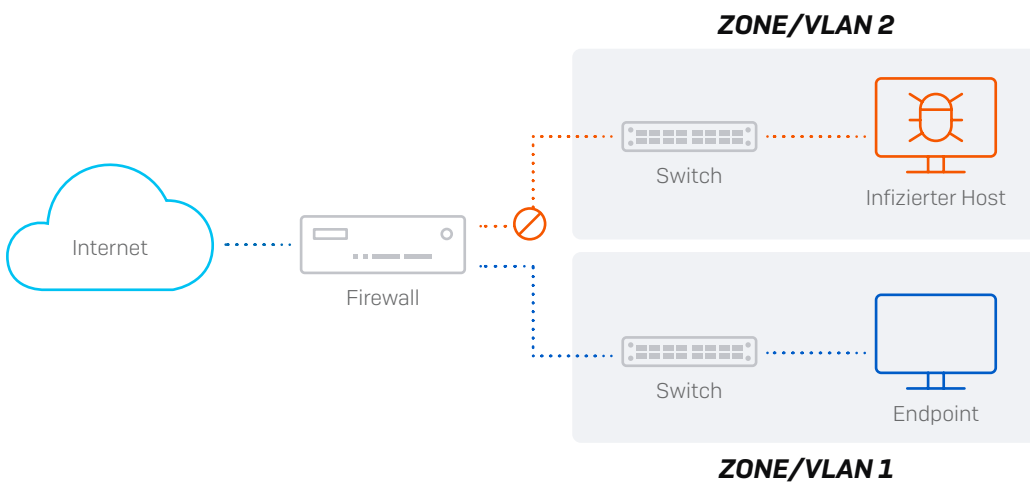 ZONE/VLAN 2
Switch
Infizierter Host
Internet
Firewall
Switch
Endpoint
ZONE/VLAN 1